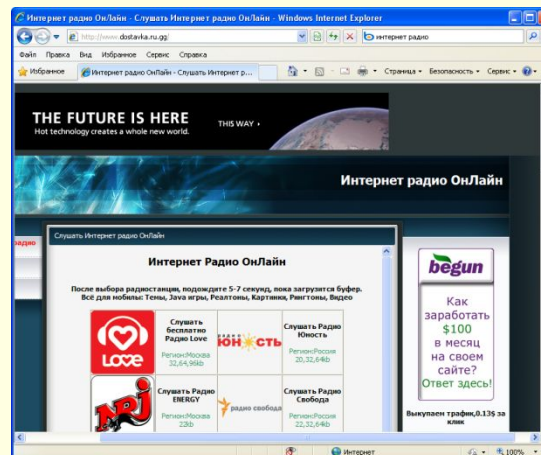 Интернет радио ОнЛайн - Слушать Интернет радио ОнЛайн - Windows Internet Explorer
http://www.dostavka.ru.gg/
интернет радио
Файл Правка Вид Избранное Сервис Справка
Избранное Интернет радио ОнЛайн - Слушать Интернет р... Страница Безопасность Сервис
THE FUTURE IS HERE
Hot technology creates a whole new world.
THIS WAY
Интернет радио ОнЛайн
радио
Слушать Интернет радио ОнЛайн
Интернет Радио ОнЛайн
После выбора радиостанции, подождите 5-7 секунд, пока загрузится буфер.
Всё для мобилы: Темы, Java игры, Реалтоны, Картинки, Рингтоны, Видео
LOVE
Слушать
бесплатно
Радио Love
Регион:Москва
32,64,96kb
радио
ЮНОСТЬ
Слушать Радио
Юность
Регион:Россия
20,32,64kb
NRJ
Слушать Радио
ENERGY
Регион:Москва
22kb
радио свобода
Слушать Радио
Свобода
Регион:Россия
22,32,64kb
begun
Как
заработать
$100
в месяц
на своем
сайте?
Ответ здесь!
Выкупаем трафик,0.13$ за
клик
Интернет
100%